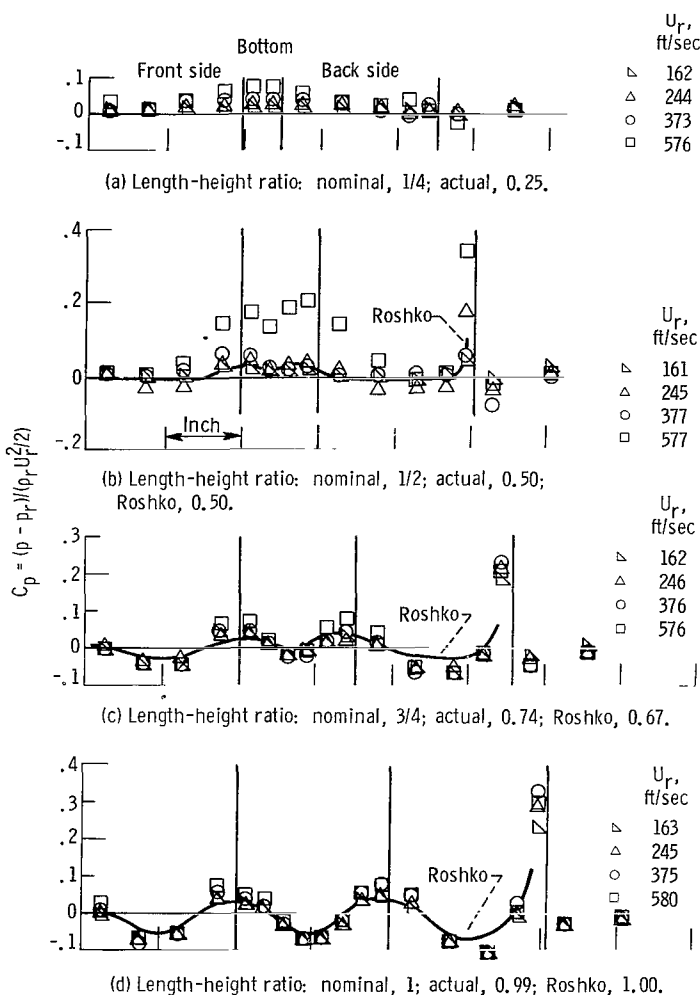 Bottom
Front side
Back side
.1
0
-.1
U_r,
ft/sec
162
244
373
576
(a) Length-height ratio: nominal, 1/4; actual, 0.25.
.4
.2
0
-.2
Roshko
Inch
U_r,
ft/sec
161
245
377
577
(b) Length-height ratio: nominal, 1/2; actual, 0.50;
Roshko, 0.50.
C_p = (p - p_r)/(ρ_r U_r^2/2)
.3
.2
.1
0
-.1
Roshko
U_r,
ft/sec
162
246
376
576
(c) Length-height ratio: nominal, 3/4; actual, 0.74; Roshko, 0.67.
.4
.3
.2
.1
0
-.1
Roshko
U_r,
ft/sec
163
245
375
580
(d) Length-height ratio: nominal, 1; actual, 0.99; Roshko, 1.00.